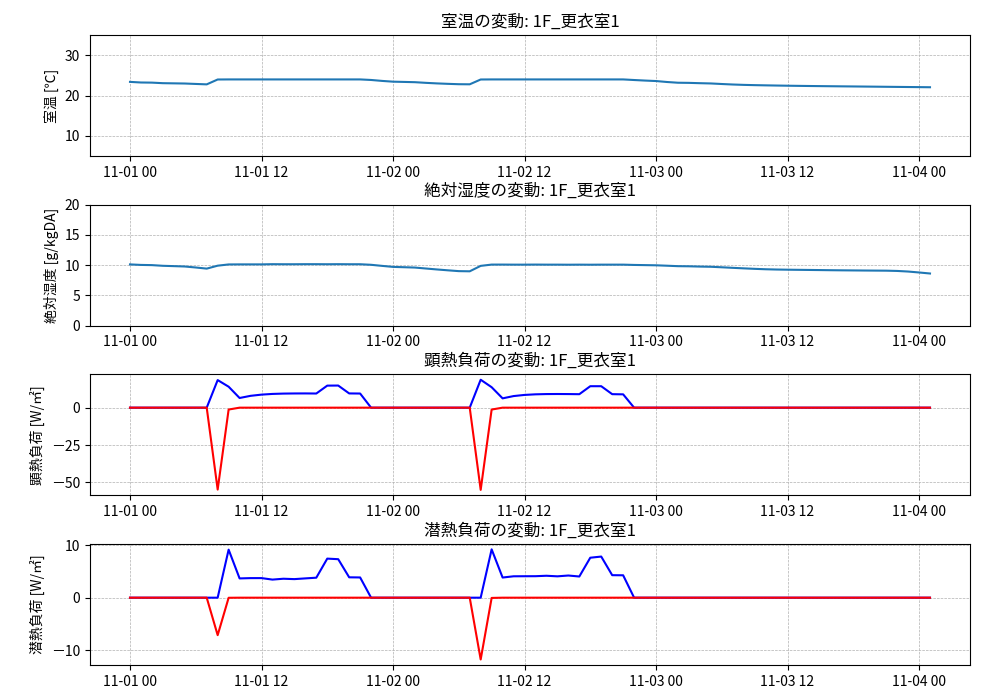 室温の変動: 1F_更衣室1
室温 [℃]
30
20
10
11-01 00 11-01 12 11-02 00 11-02 12 11-03 00 11-03 12 11-04 00
絶対湿度の変動: 1F_更衣室1
絶対湿度 [g/kgDA]
20
15
10
5
0
11-01 00 11-01 12 11-02 00 11-02 12 11-03 00 11-03 12 11-04 00
顕熱負荷の変動: 1F_更衣室1
顕熱負荷 [W/㎡]
0
−25
−50
11-01 00 11-01 12 11-02 00 11-02 12 11-03 00 11-03 12 11-04 00
潜熱負荷の変動: 1F_更衣室1
潜熱負荷 [W/㎡]
10
0
−10
11-01 00 11-01 12 11-02 00 11-02 12 11-03 00 11-03 12 11-04 00